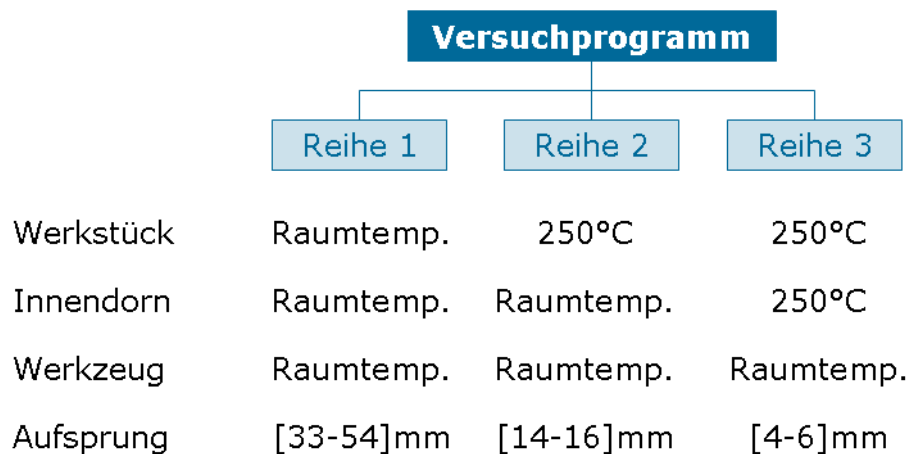 Versuchprogramm
Reihe 1 Reihe 2 Reihe 3
Werkstück Raumtemp. 250°C 250°C
Innendorn Raumtemp. Raumtemp. 250°C
Werkzeug Raumtemp. Raumtemp. Raumtemp.
Aufsprung [33-54]mm [14-16]mm [4-6]mm